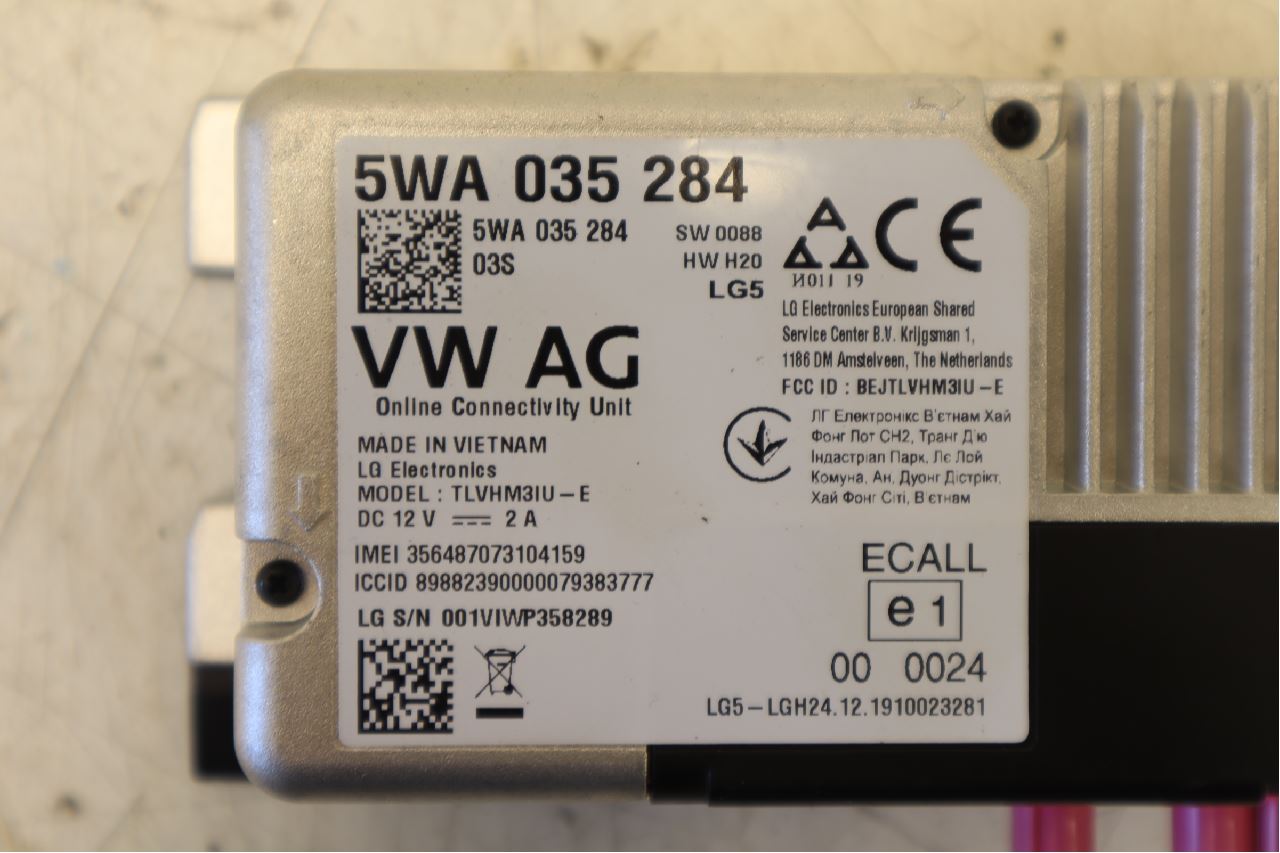 5WA 035 284
5WA 035 284
03S
SW 0088
HW H20
LG5
CE
И011 19
LG Electronics European Shared
Service Center B.V. Krijgsman 1,
1186 DM Amstelveen, The Netherlands
FCC ID : BEJTLVHM3IU – E
VW AG
Online Connectivity Unit
ЛГ Електронікс В'єтнам Хай
Фонг Лот СН2, Транг Д'ю
Індастріал Парк, Лє Лой
Комуна, Ан, Дуонг Дістрікт,
Хай Фонг Сіті, В'єтнам
MADE IN VIETNAM
LG Electronics
MODEL : TLVHM3IU – E
DC 12 V ⎓ 2 A
IMEI 356487073104159
ICCID 89882390000079383777
LG S/N 001VIWP358289
ECALL
e 1
00 0024
LG5 – LGH24.12.1910023281